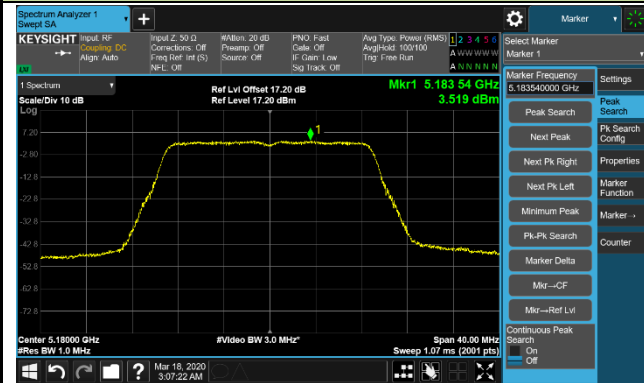 Spectrum Analyzer 1
Swept SA
+
Marker
KEYSIGHT
Input: RF
Coupling: DC
Align: Auto
Input Z: 50 Ω
Corrections: Off
Freq Ref: Int (S)
NFE: Off
#Atten: 20 dB
Preamp: Off
Source: Off
PNO: Fast
Gate: Off
IF Gain: Low
Sig Track: Off
Avg Type: Power (RMS)
Avg|Hold: 100/100
Trig: Free Run
1 2 3 4 5 6
A W W W W W
A N N N N N
LXI
Select Marker
Marker 1
1 Spectrum
Scale/Div 10 dB
Log
Ref Lvl Offset 17.20 dB
Ref Level 17.20 dBm
Mkr1 5.183 54 GHz
3.519 dBm
1
7.20
-2.80
-12.8
-22.8
-32.8
-42.8
-52.8
-62.8
-72.8
Center 5.18000 GHz
#Res BW 1.0 MHz
#Video BW 3.0 MHz*
Span 40.00 MHz
Sweep 1.07 ms (2001 pts)
Marker Frequency
5.183540000 GHz
Peak Search
Next Peak
Next Pk Right
Next Pk Left
Minimum Peak
Pk-Pk Search
Marker Delta
Mkr→CF
Mkr→Ref Lvl
Continuous Peak
Search
On
Off
Settings
Peak
Search
Pk Search
Config
Properties
Marker
Function
Marker→
Counter
?
Mar 18, 2020
3:07:22 AM